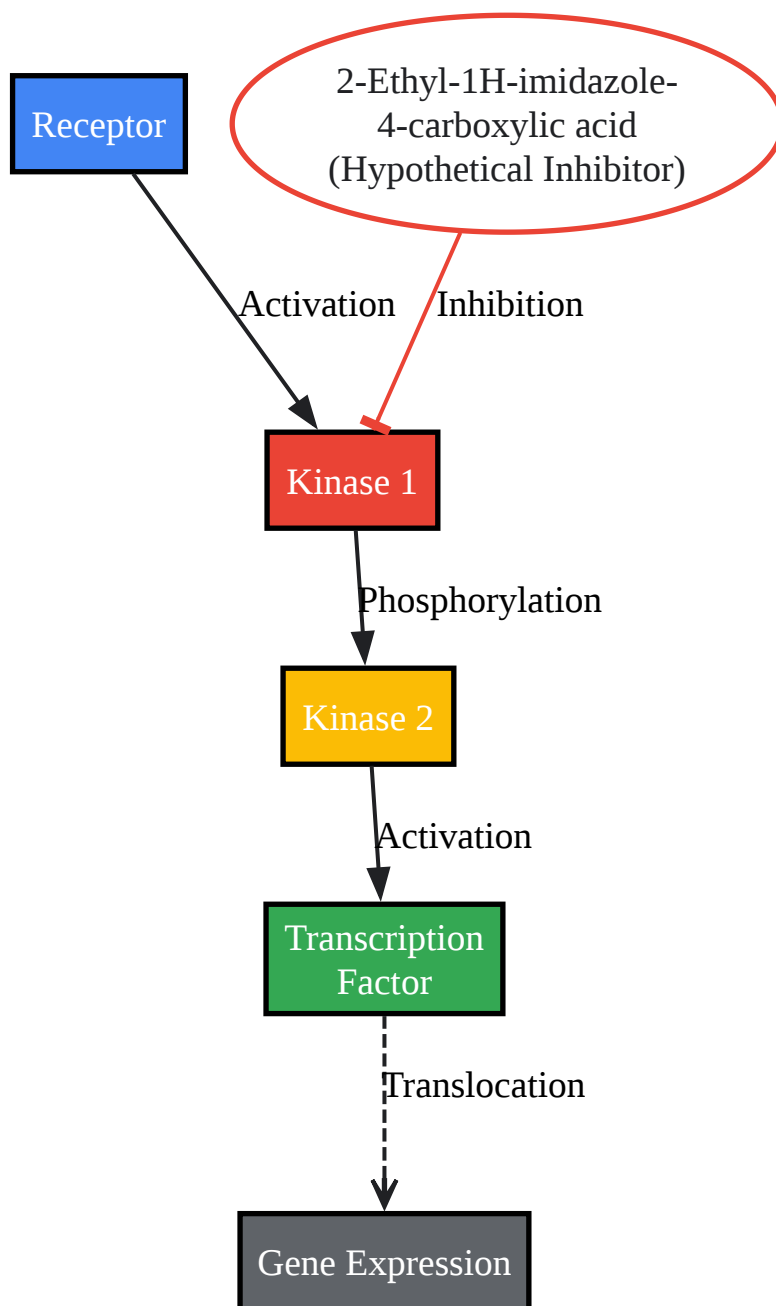 Receptor
2-Ethyl-1H-imidazole-
4-carboxylic acid
(Hypothetical Inhibitor)
Activation
Inhibition
Kinase 1
Phosphorylation
Kinase 2
Activation
Transcription
Factor
Translocation
Gene Expression